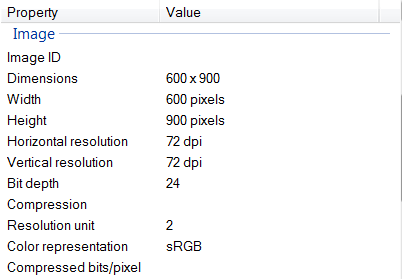 Property Value
Image
Image ID
Dimensions 600 x 900
Width 600 pixels
Height 900 pixels
Horizontal resolution 72 dpi
Vertical resolution 72 dpi
Bit depth 24
Compression
Resolution unit 2
Color representation sRGB
Compressed bits/pixel